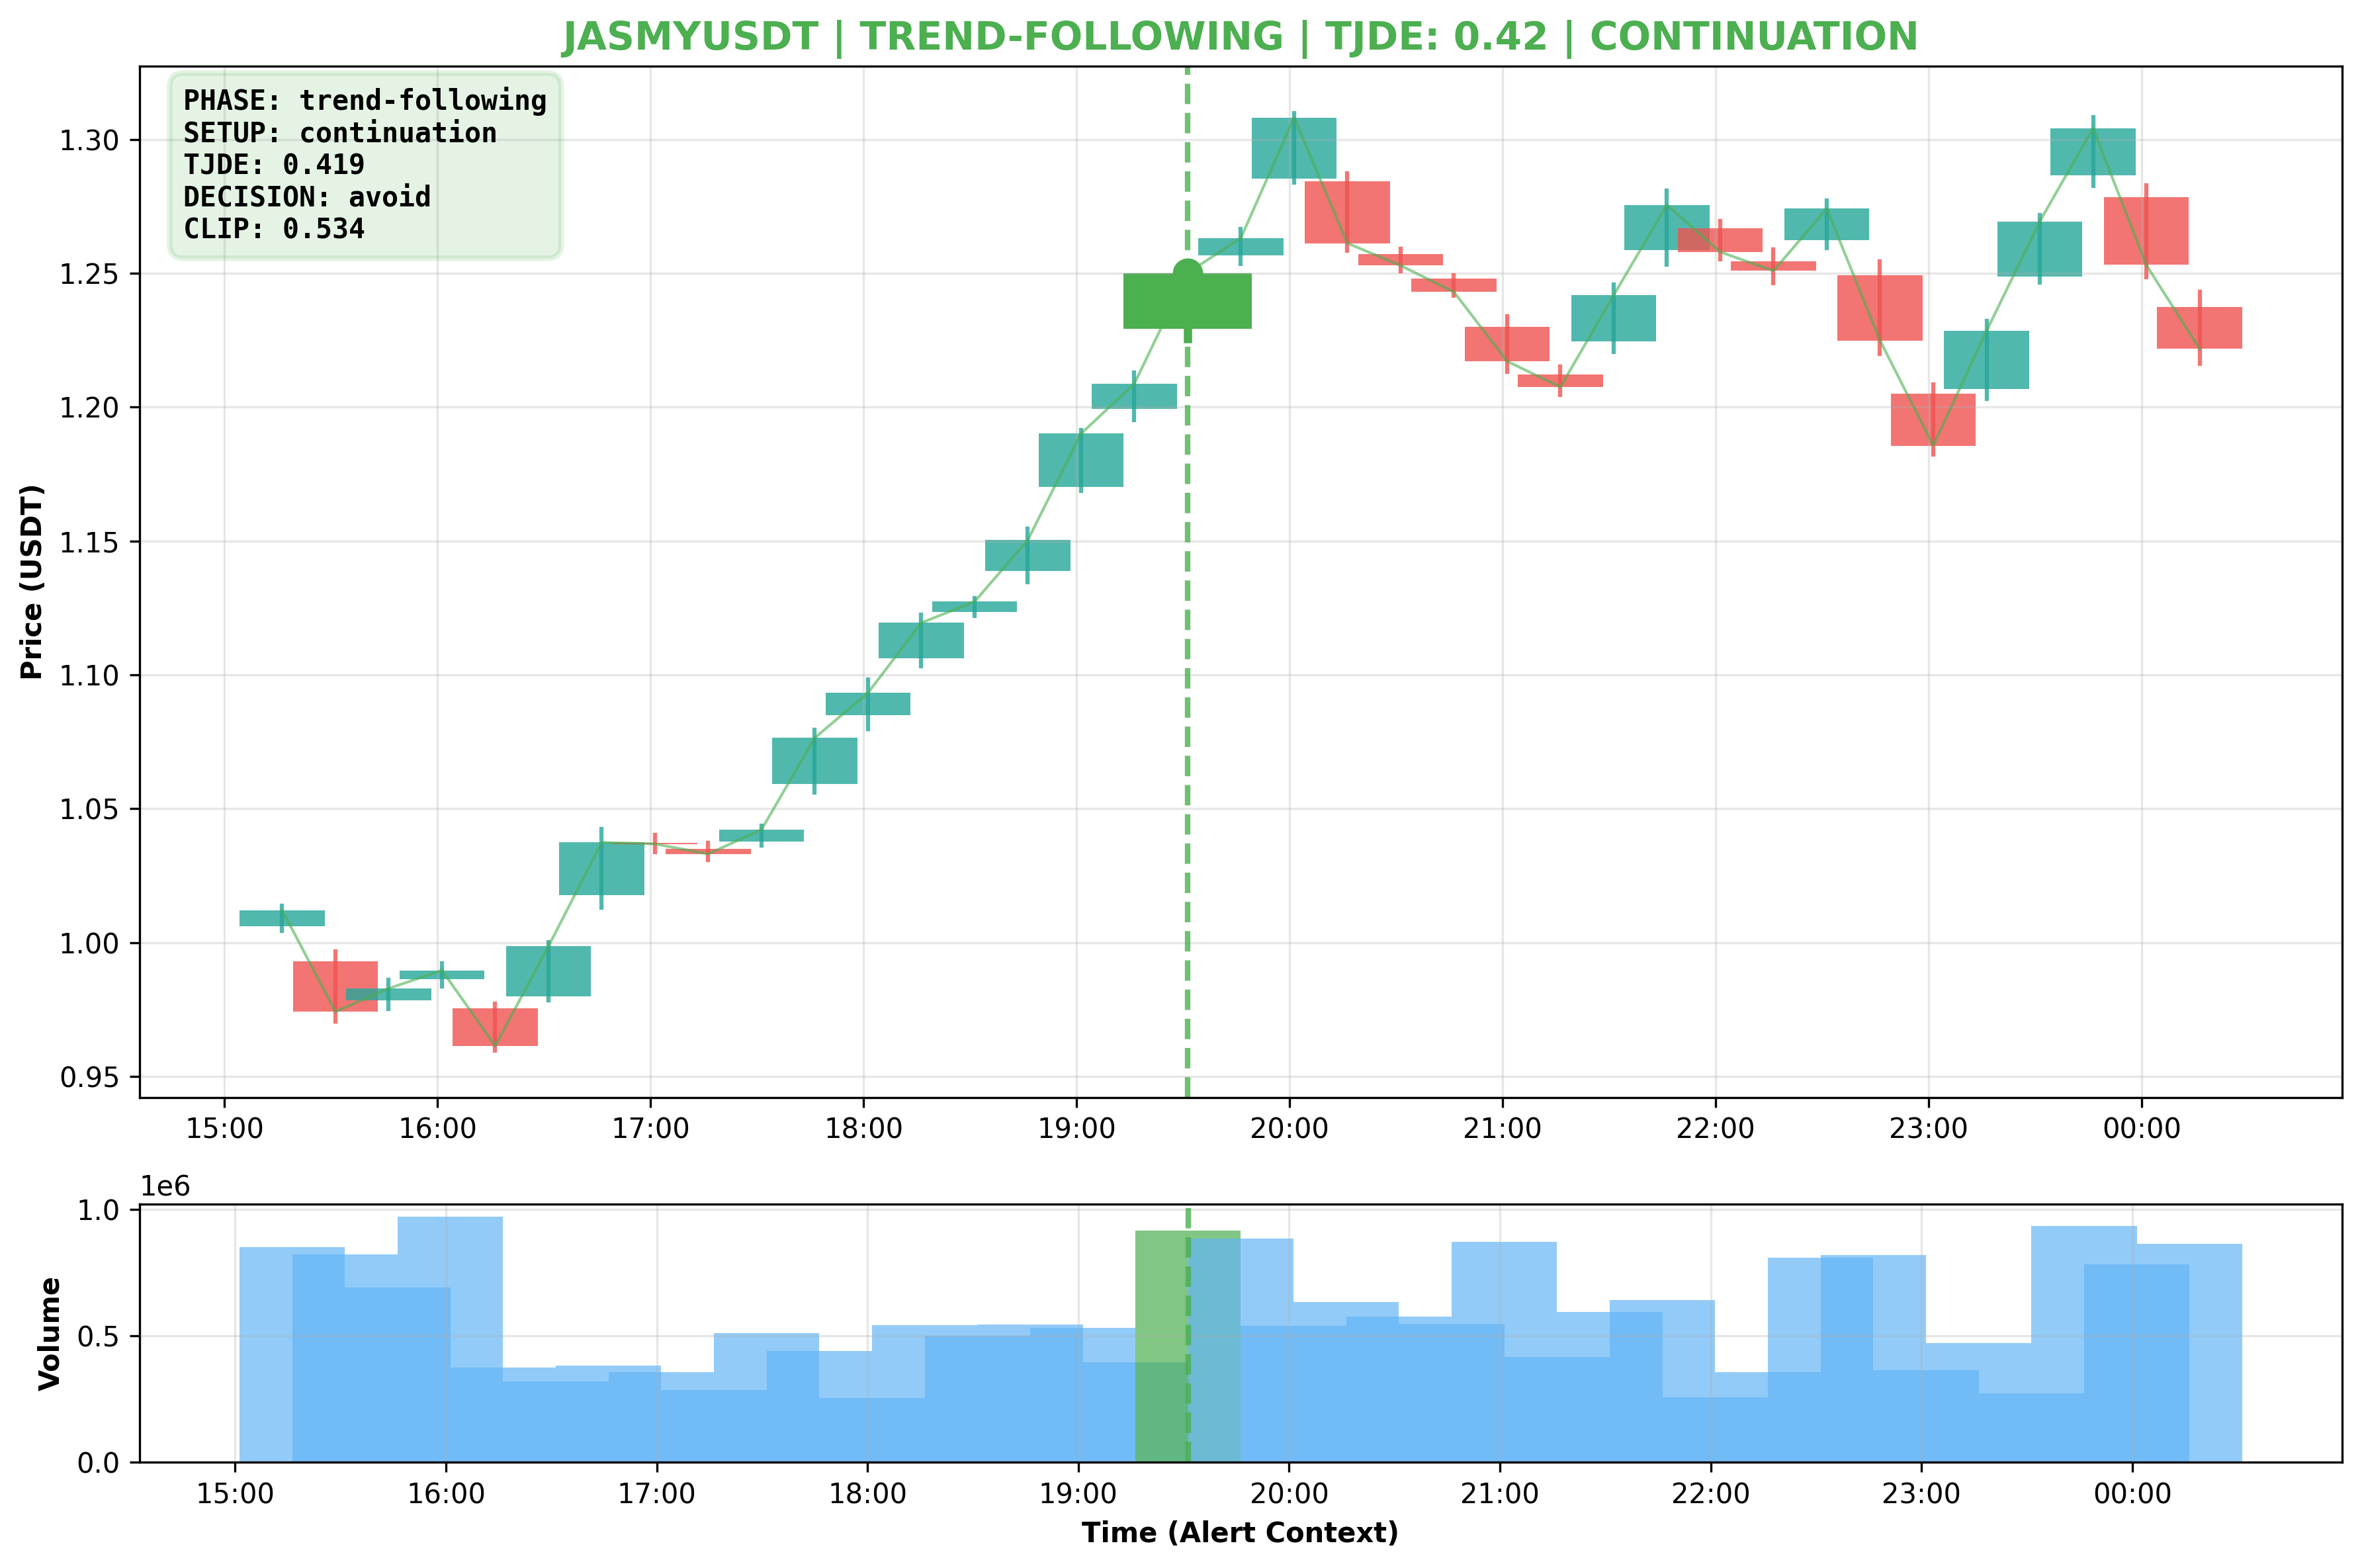 JASMYUSDT | TREND-FOLLOWING | TJDE: 0.42 | CONTINUATION
PHASE: trend-following
SETUP: continuation
TJDE: 0.419
DECISION: avoid
CLIP: 0.534
Price (USDT)
1.30
1.25
1.20
1.15
1.10
1.05
1.00
0.95
15:00 16:00 17:00 18:00 19:00 20:00 21:00 22:00 23:00 00:00
1e6
Volume
1.0
0.5
0.0
15:00 16:00 17:00 18:00 19:00 20:00 21:00 22:00 23:00 00:00
Time (Alert Context)